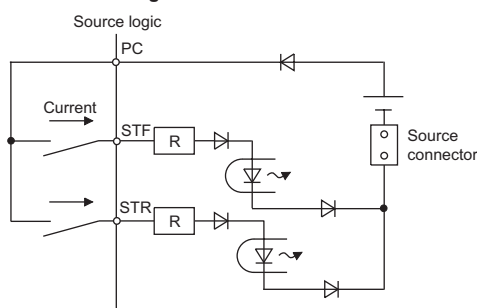 Source logic
PC
Current
STF
R
Source
connector
STR
R